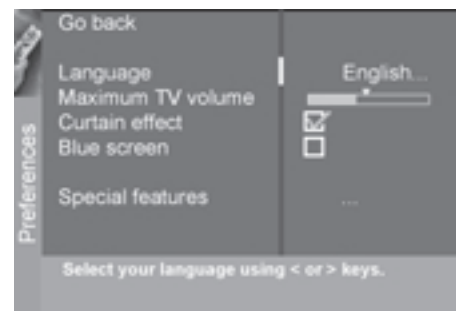 Go back
Language English...
Maximum TV volume
Curtain effect
Blue screen
Special features ...
Preferences
Select your language using < or > keys.